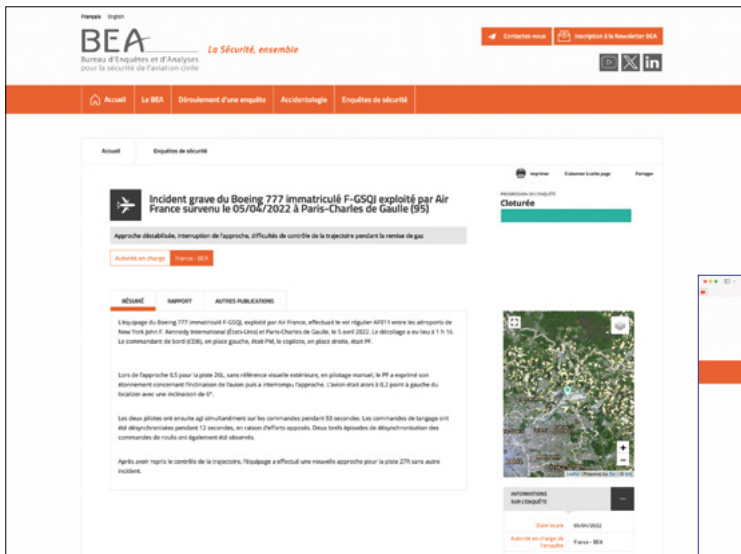 Français English
BEA
Bureau d'Enquêtes et d'Analyses
pour la sécurité de l'aviation civile
La Sécurité, ensemble
Contactez-nous
Inscription à la Newsletter BEA
Accueil
Le BEA
Déroulement d'une enquête
Accidentologie
Enquêtes de sécurité
Accueil
Enquêtes de sécurité
Imprimer
S'abonner à cette page
Partager
Incident grave du Boeing 777 immatriculé F-GSQJ exploité par Air
France survenu le 05/04/2022 à Paris-Charles de Gaulle (95)
PROGRESSION DE L'ENQUÊTE
Cloturée
Approche déstabilisée, interruption de l'approche, difficultés de contrôle de la trajectoire pendant la remise de gaz
Autorité en charge
France - BEA
RÉSUMÉ
RAPPORT
AUTRES PUBLICATIONS
L'équipage du Boeing 777 immatriculé F-GSQJ, exploité par Air France, effectuait le vol régulier AF011 entre les aéroports de
New York John F. Kennedy International (États-Unis) et Paris-Charles de Gaulle, le 5 avril 2022. Le décollage a eu lieu à 1 h 16.
Le commandant de bord (CDB), en place gauche, était PM, le copilote, en place droite, était PF.
Lors de l'approche ILS pour la piste 26L, sans référence visuelle extérieure, en pilotage manuel, le PF a exprimé son
étonnement concernant l'inclinaison de l'avion puis a interrompu l'approche. L'avion était alors à 0,2 point à gauche du
localizer avec une inclinaison de 6°.
Les deux pilotes ont ensuite agi simultanément sur les commandes pendant 53 secondes. Les commandes de tangage ont
été désynchronisées pendant 12 secondes, en raison d'efforts opposés. Deux brefs épisodes de désynchronisation des
commandes de roulis ont également été observés.
Après avoir repris le contrôle de la trajectoire, l'équipage a effectué une nouvelle approche pour la piste 27R sans autre
incident.
+
−
Leaflet | Powered by Esri | © IGN
INFORMATIONS
SUR L'ENQUÊTE
Date locale
05/04/2022
Autorité en charge de
l'enquête
France - BEA